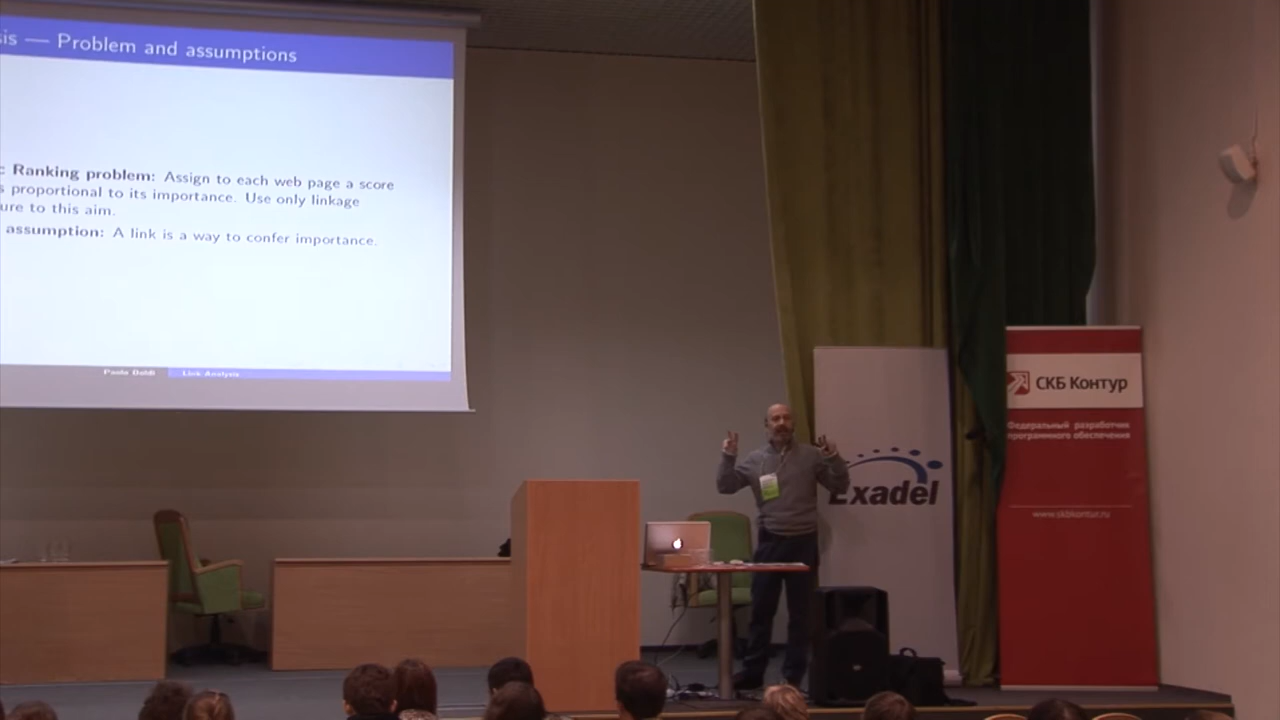 sis — Problem and assumptions
: Ranking problem: Assign to each web page a score
s proportional to its importance. Use only linkage
ure to this aim.
assumption: A link is a way to confer importance.
Paolo Boldi Link Analysis
Exadel
СКБ Контур
Федеральный разработчик
программного обеспечения
www.skbkontur.ru